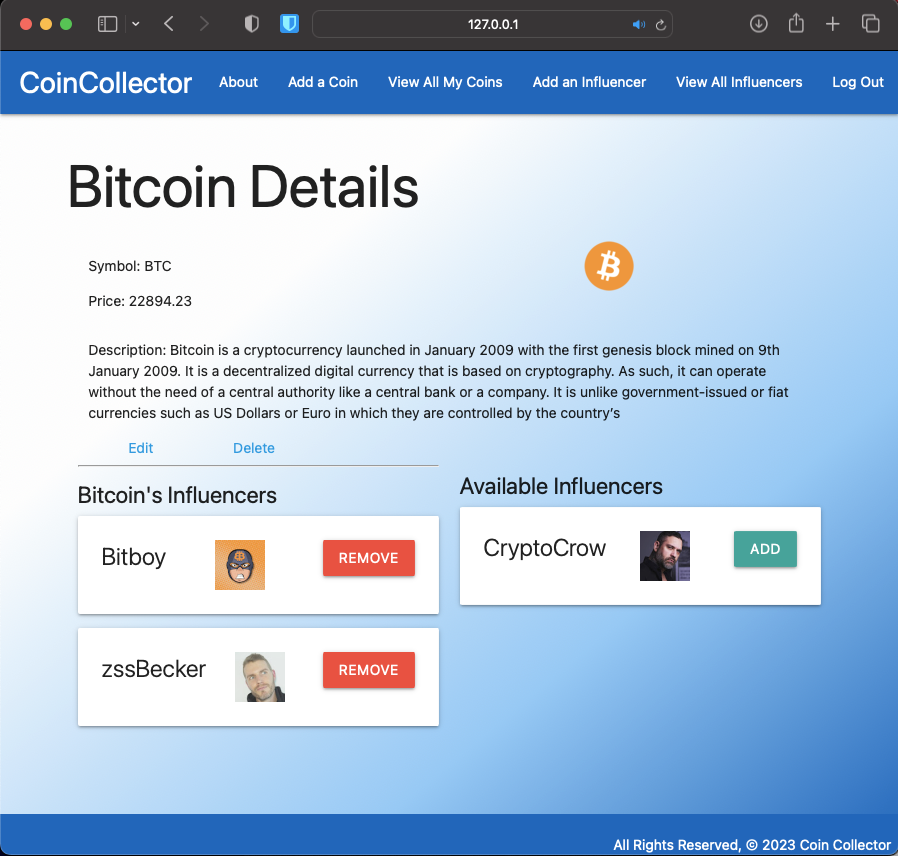 127.0.0.1
CoinCollector About Add a Coin View All My Coins Add an Influencer View All Influencers Log Out
Bitcoin Details
Symbol: BTC
Price: 22894.23
Description: Bitcoin is a cryptocurrency launched in January 2009 with the first genesis block mined on 9th
January 2009. It is a decentralized digital currency that is based on cryptography. As such, it can operate
without the need of a central authority like a central bank or a company. It is unlike government-issued or fiat
currencies such as US Dollars or Euro in which they are controlled by the country’s
Edit Delete
Bitcoin's Influencers
Bitboy REMOVE
zssBecker REMOVE
Available Influencers
CryptoCrow ADD
All Rights Reserved, © 2023 Coin Collector